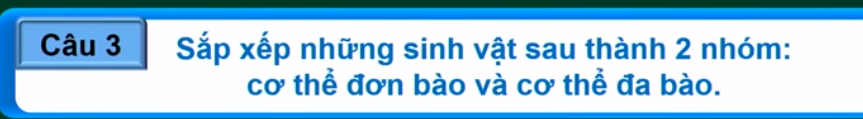 Câu 3
Sắp xếp những sinh vật sau thành 2 nhóm:
cơ thể đơn bào và cơ thể đa bào.